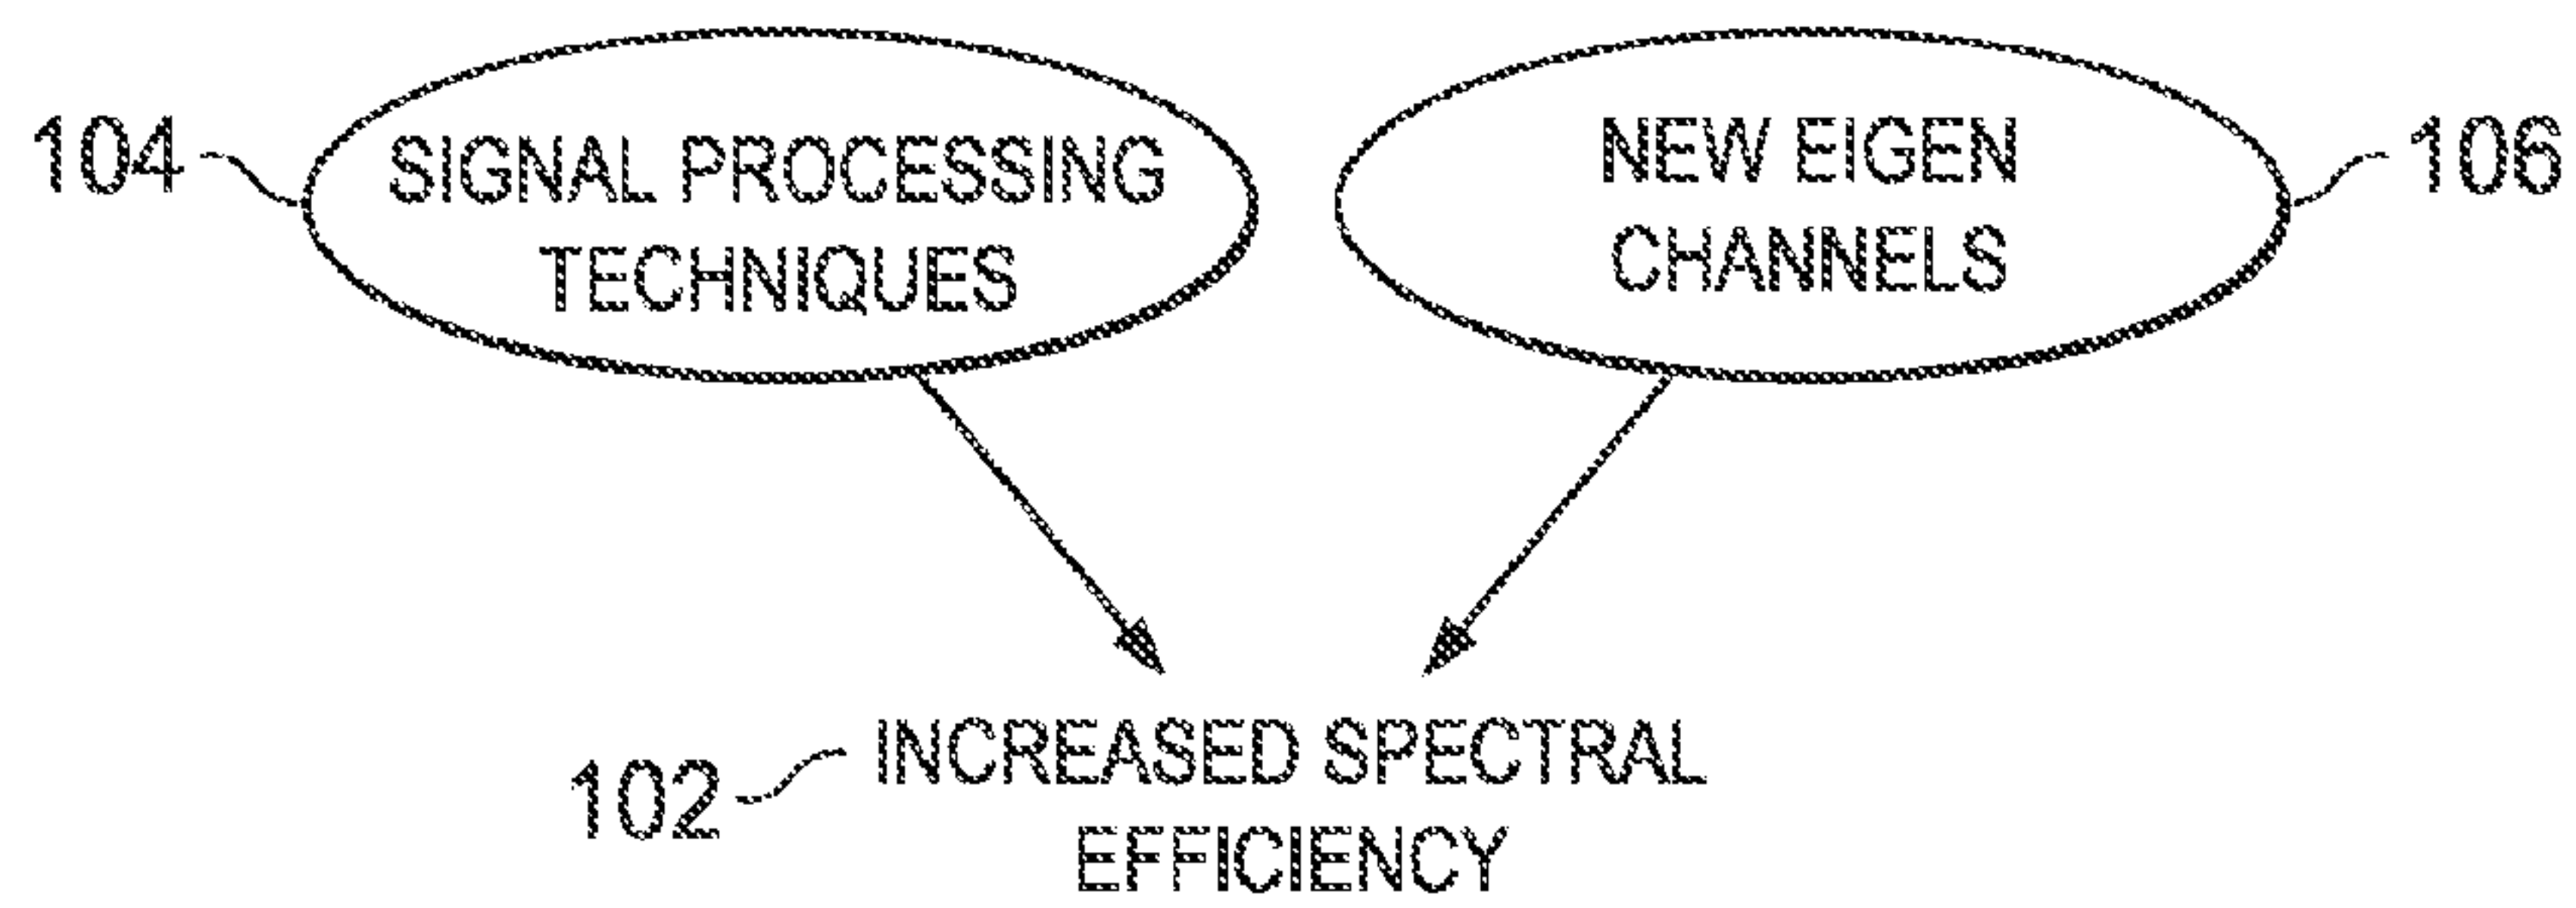 104
SIGNAL PROCESSING
TECHNIQUES
NEW EIGEN
CHANNELS
106
102
INCREASED SPECTRAL
EFFICIENCY